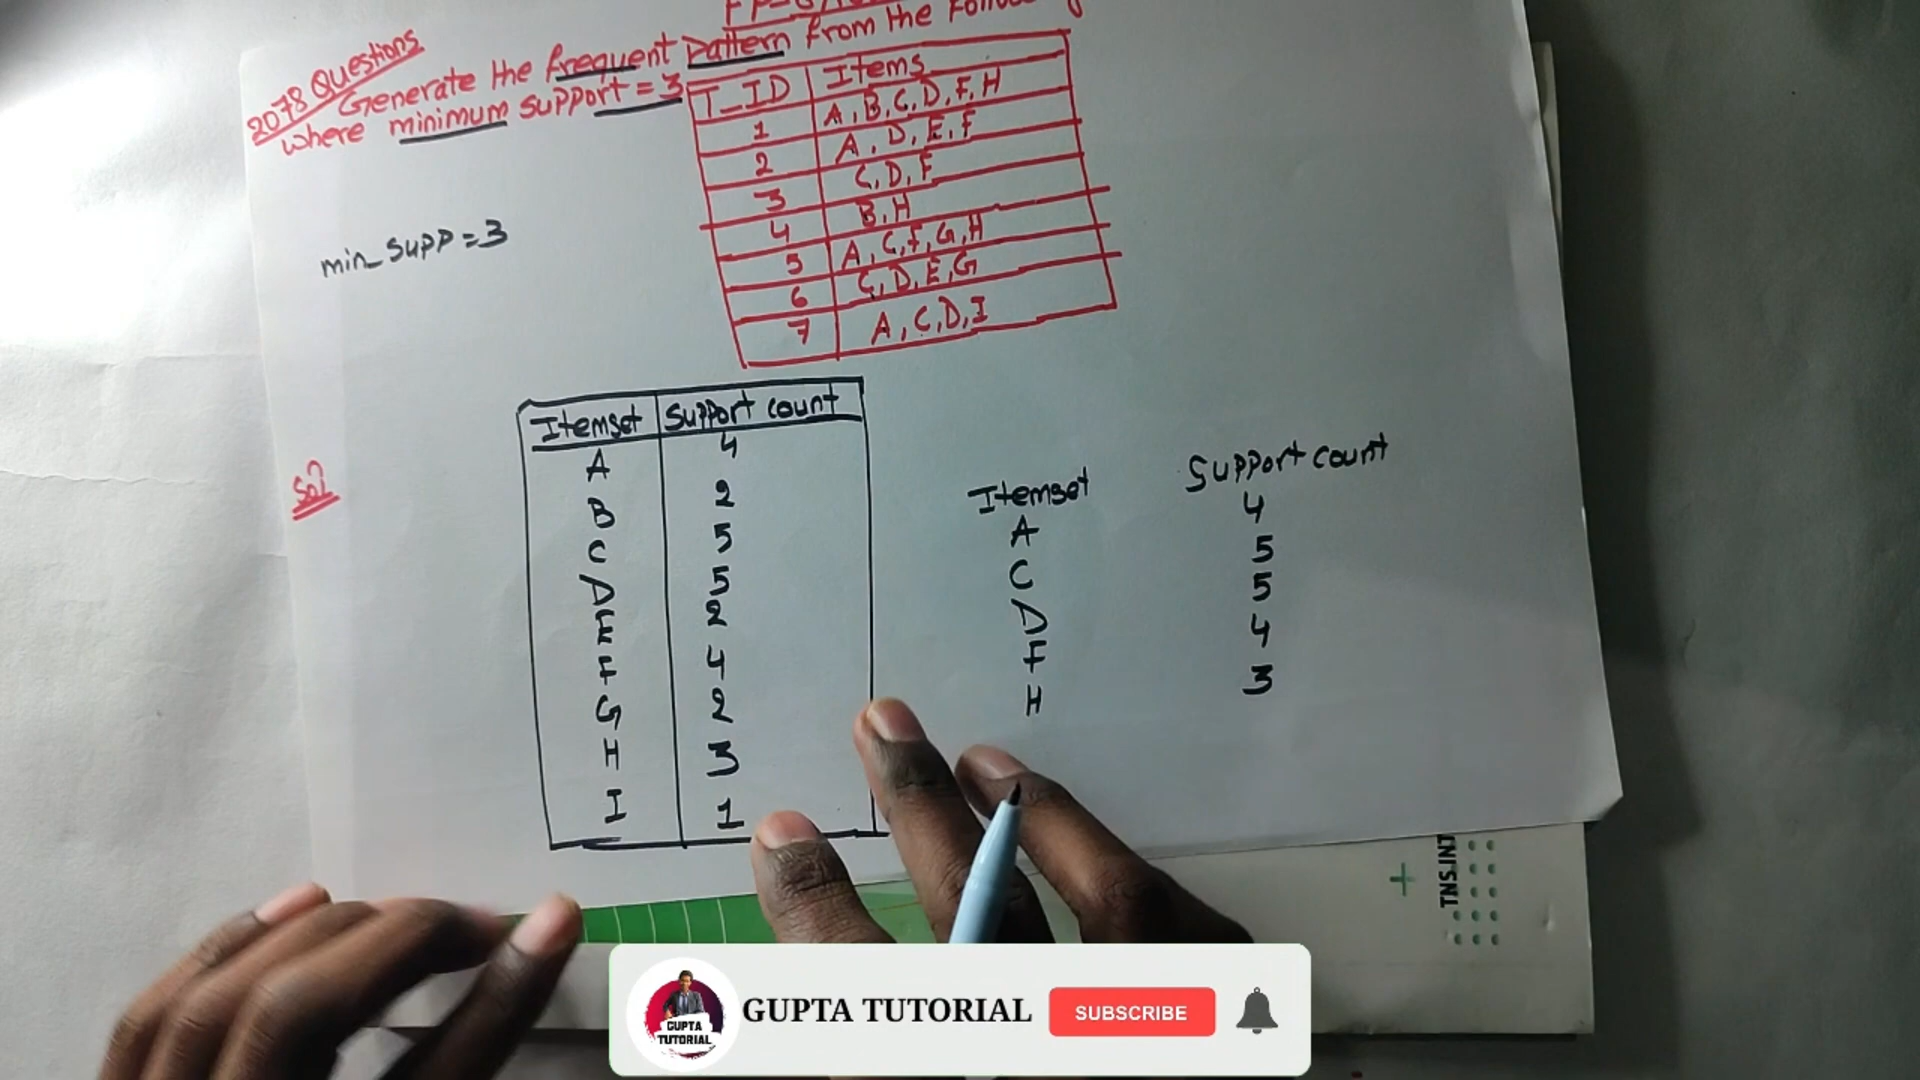 2078 Questions
Generate the frequent pattern from the
where minimum support = 3
T_ID Items
1 A, B, C, D, F, H
2 A, D, E, F
3 C, D, F
4 B, H
5 A, C, F, G, H
6 C, D, E, G
7 A, C, D, I
min_supp = 3
Sol
Itemset Support count
A 4
B 2
C 5
D 5
E 2
F 4
G 2
H 3
I 1
Itemset Support count
A 4
C 5
D 5
F 4
H 3
TNS.INT
GUPTA TUTORIAL
GUPTA TUTORIAL
SUBSCRIBE